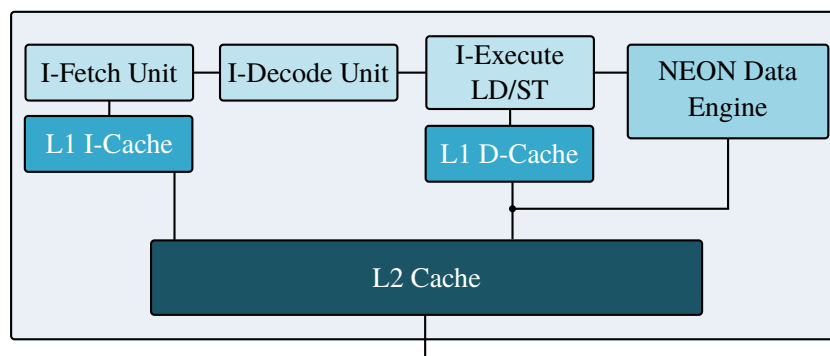 I-Fetch Unit
I-Decode Unit
I-Execute
LD/ST
NEON Data
Engine
L1 I-Cache
L1 D-Cache
L2 Cache